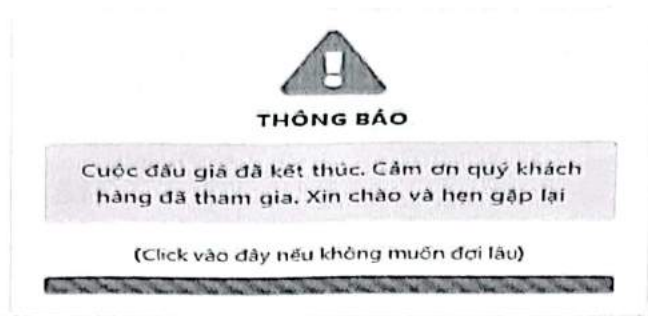 THÔNG BÁO
Cuộc đấu giá đã kết thúc. Cảm ơn quý khách
hàng đã tham gia. Xin chào và hẹn gặp lại
(Click vào đây nếu không muốn đợi lâu)